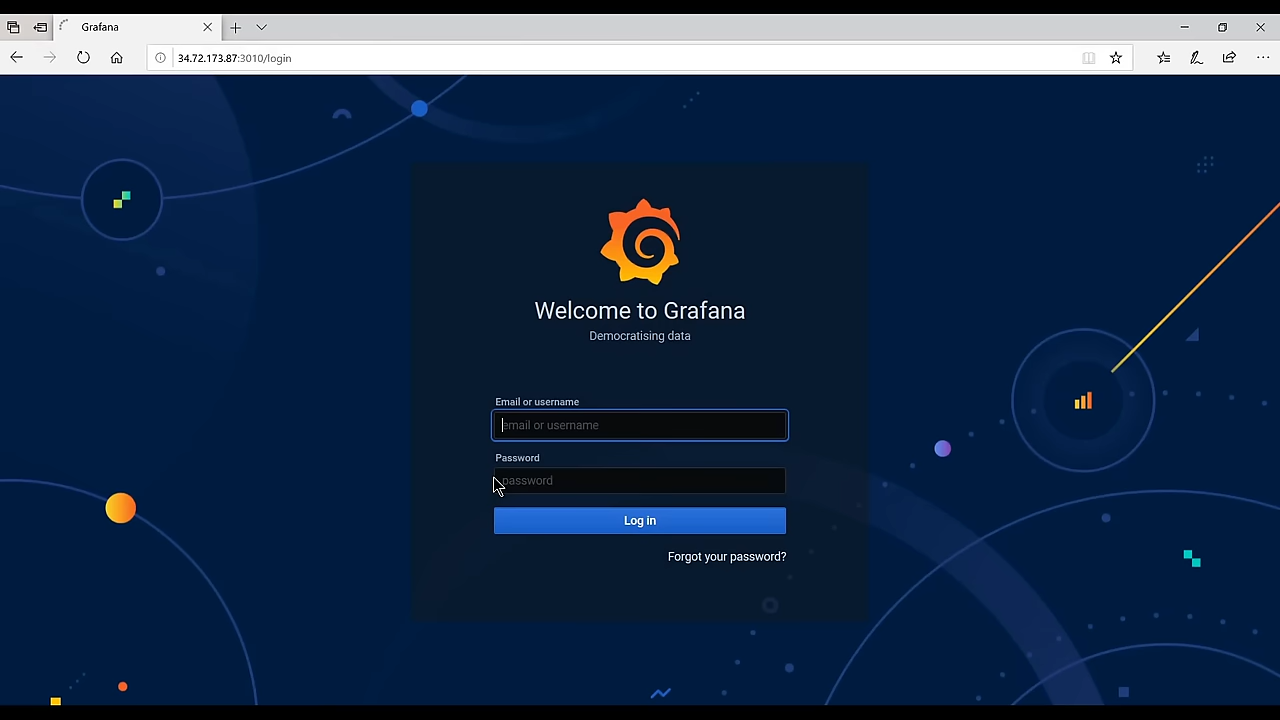 Grafana
34.72.173.87:3010/login
Welcome to Grafana
Democratising data
Email or username
email or username
Password
password
Log in
Forgot your password?